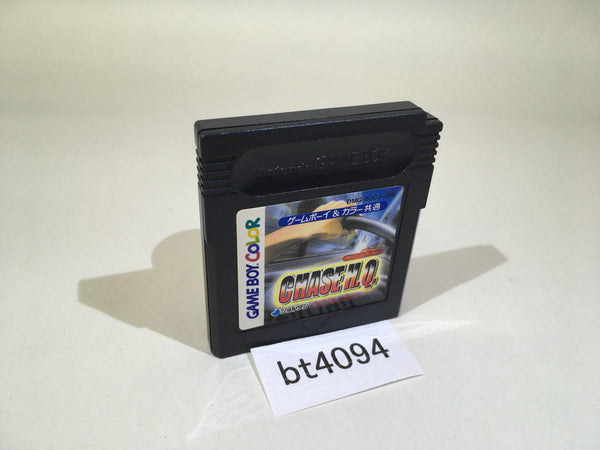 Nintendo GAME BOY
ゲームボーイ & カラー 共通
GAME BOY COLOR
CHASE H.Q.
bt4094